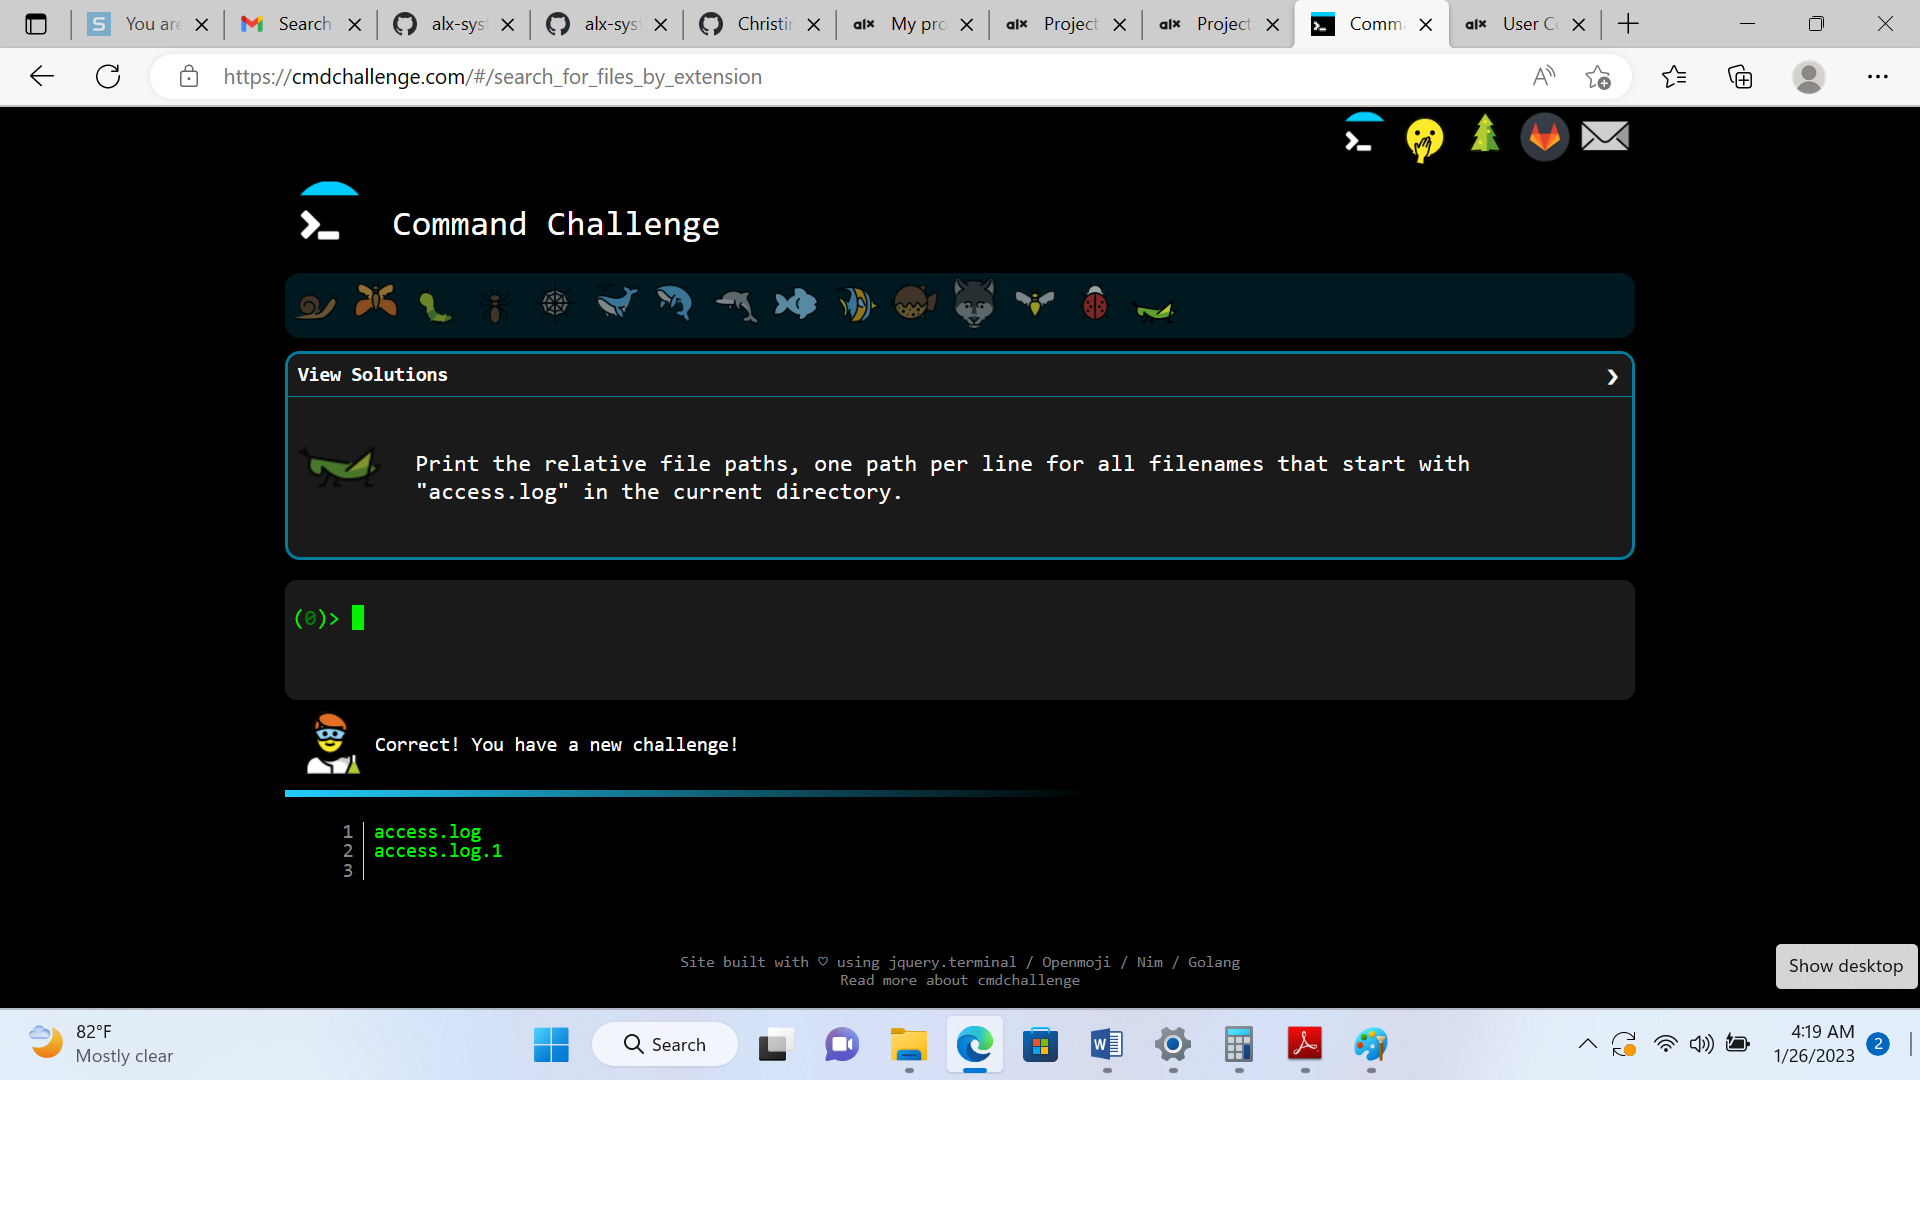 You are
Search
alx-sys
alx-sys
Christin
alx My pro
alx Project
alx Project
Comm
alx User Co
https://cmdchallenge.com/#/search_for_files_by_extension
Command Challenge
View Solutions
Print the relative file paths, one path per line for all filenames that start with
"access.log" in the current directory.
(0)>
Correct! You have a new challenge!
1 access.log
2 access.log.1
3
Site built with ♡ using jquery.terminal / Openmoji / Nim / Golang
Read more about cmdchallenge
Show desktop
82°F
Mostly clear
Search
4:19 AM
1/26/2023
2